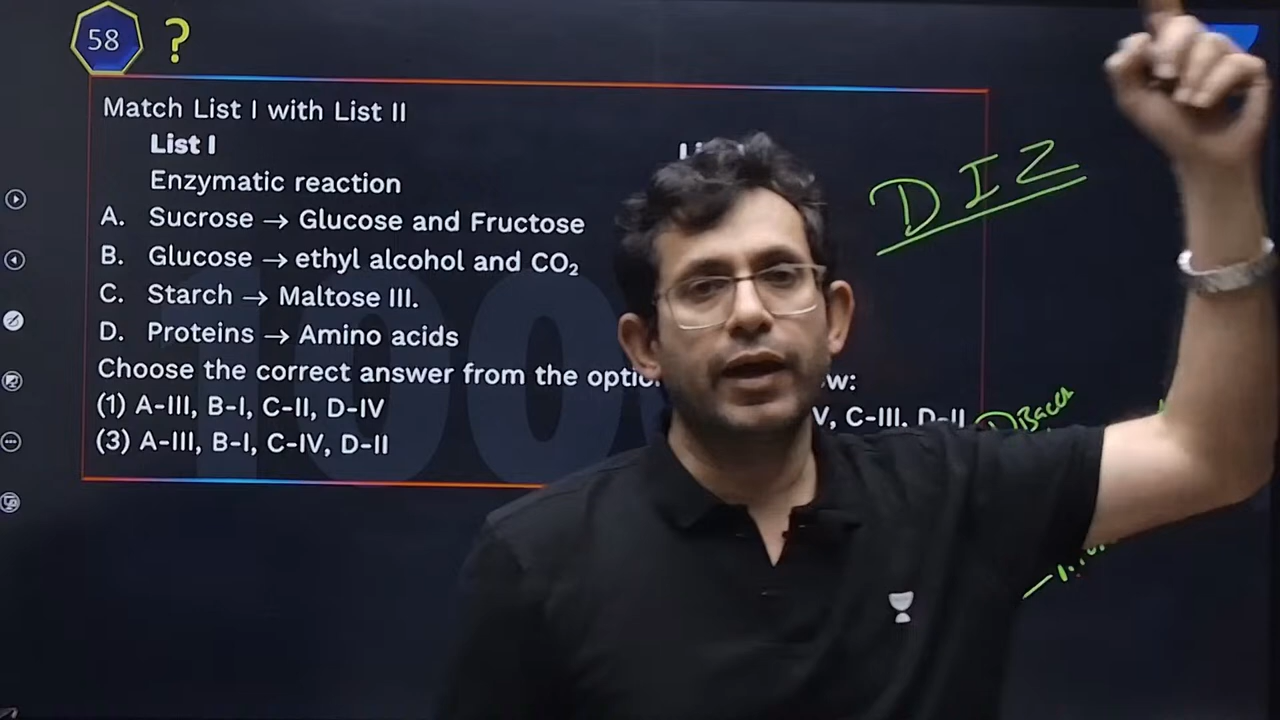 58 ?
Match List I with List II
List I
Enzymatic reaction
DIZ
A. Sucrose → Glucose and Fructose
B. Glucose → ethyl alcohol and CO₂
C. Starch → Maltose III.
D. Proteins → Amino acids
Choose the correct answer from the w:
(1) A-III, B-I, C-II, D-IV V, C-III, D-II
(3) A-III, B-I, C-IV, D-II
100